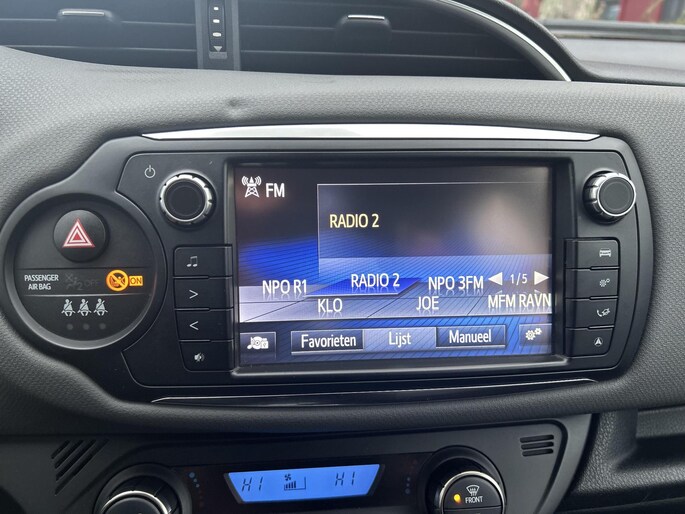 FM
RADIO 2
NPO R1 RADIO 2 NPO 3FM 1/5
KLO JOE MFM RAVN
Favorieten Lijst Manueel
PASSENGER OFF ON
AIR BAG
HI HI
FRONT